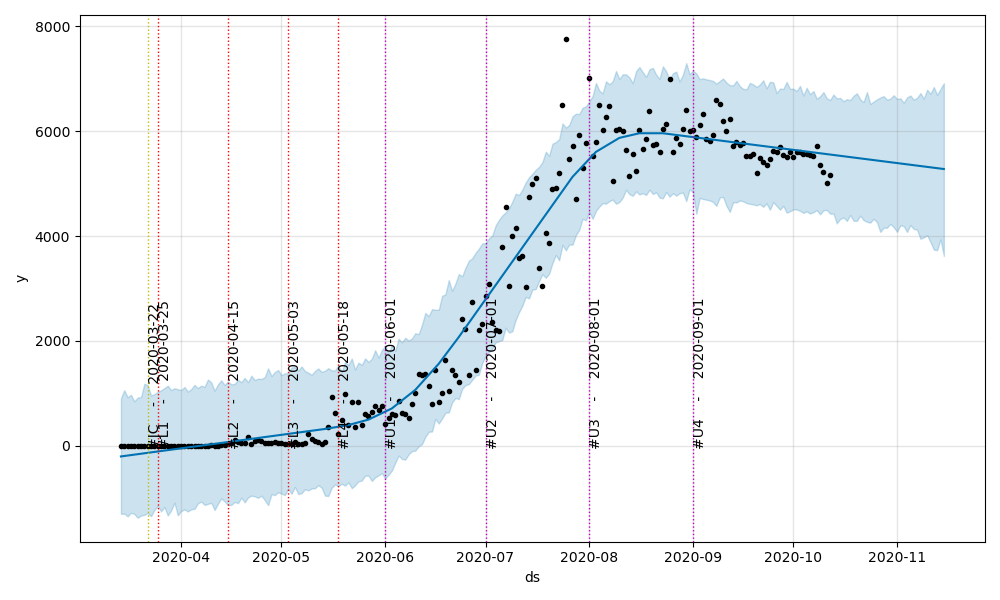 8000
6000
4000
2000
0
y
#JC - 2020-03-22
#L1 - 2020-03-25
#L2 - 2020-04-15
#L3 - 2020-05-03
#L4 - 2020-05-18
#U1 - 2020-06-01
#U2 - 2020-07-01
#U3 - 2020-08-01
#U4 - 2020-09-01
2020-04
2020-05
2020-06
2020-07
2020-08
2020-09
2020-10
2020-11
ds